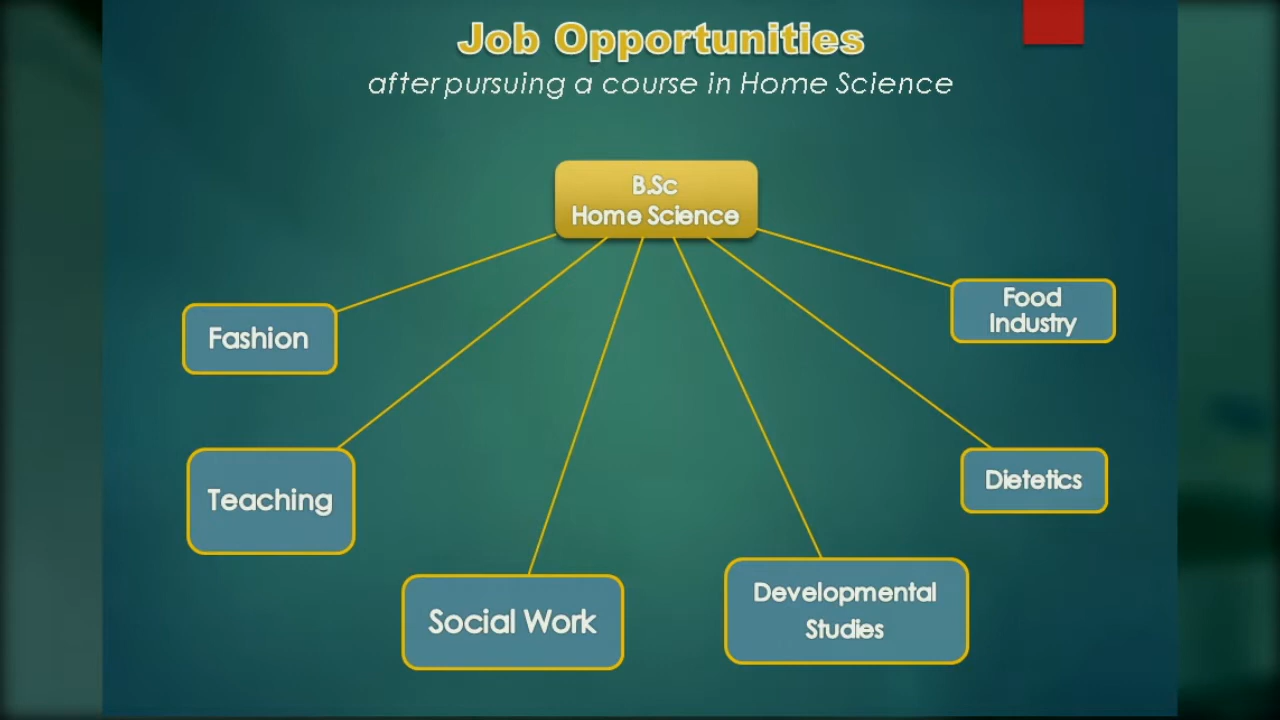 Job Opportunities
after pursuing a course in Home Science
B.Sc
Home Science
Food
Industry
Fashion
Dietetics
Teaching
Developmental
Studies
Social Work